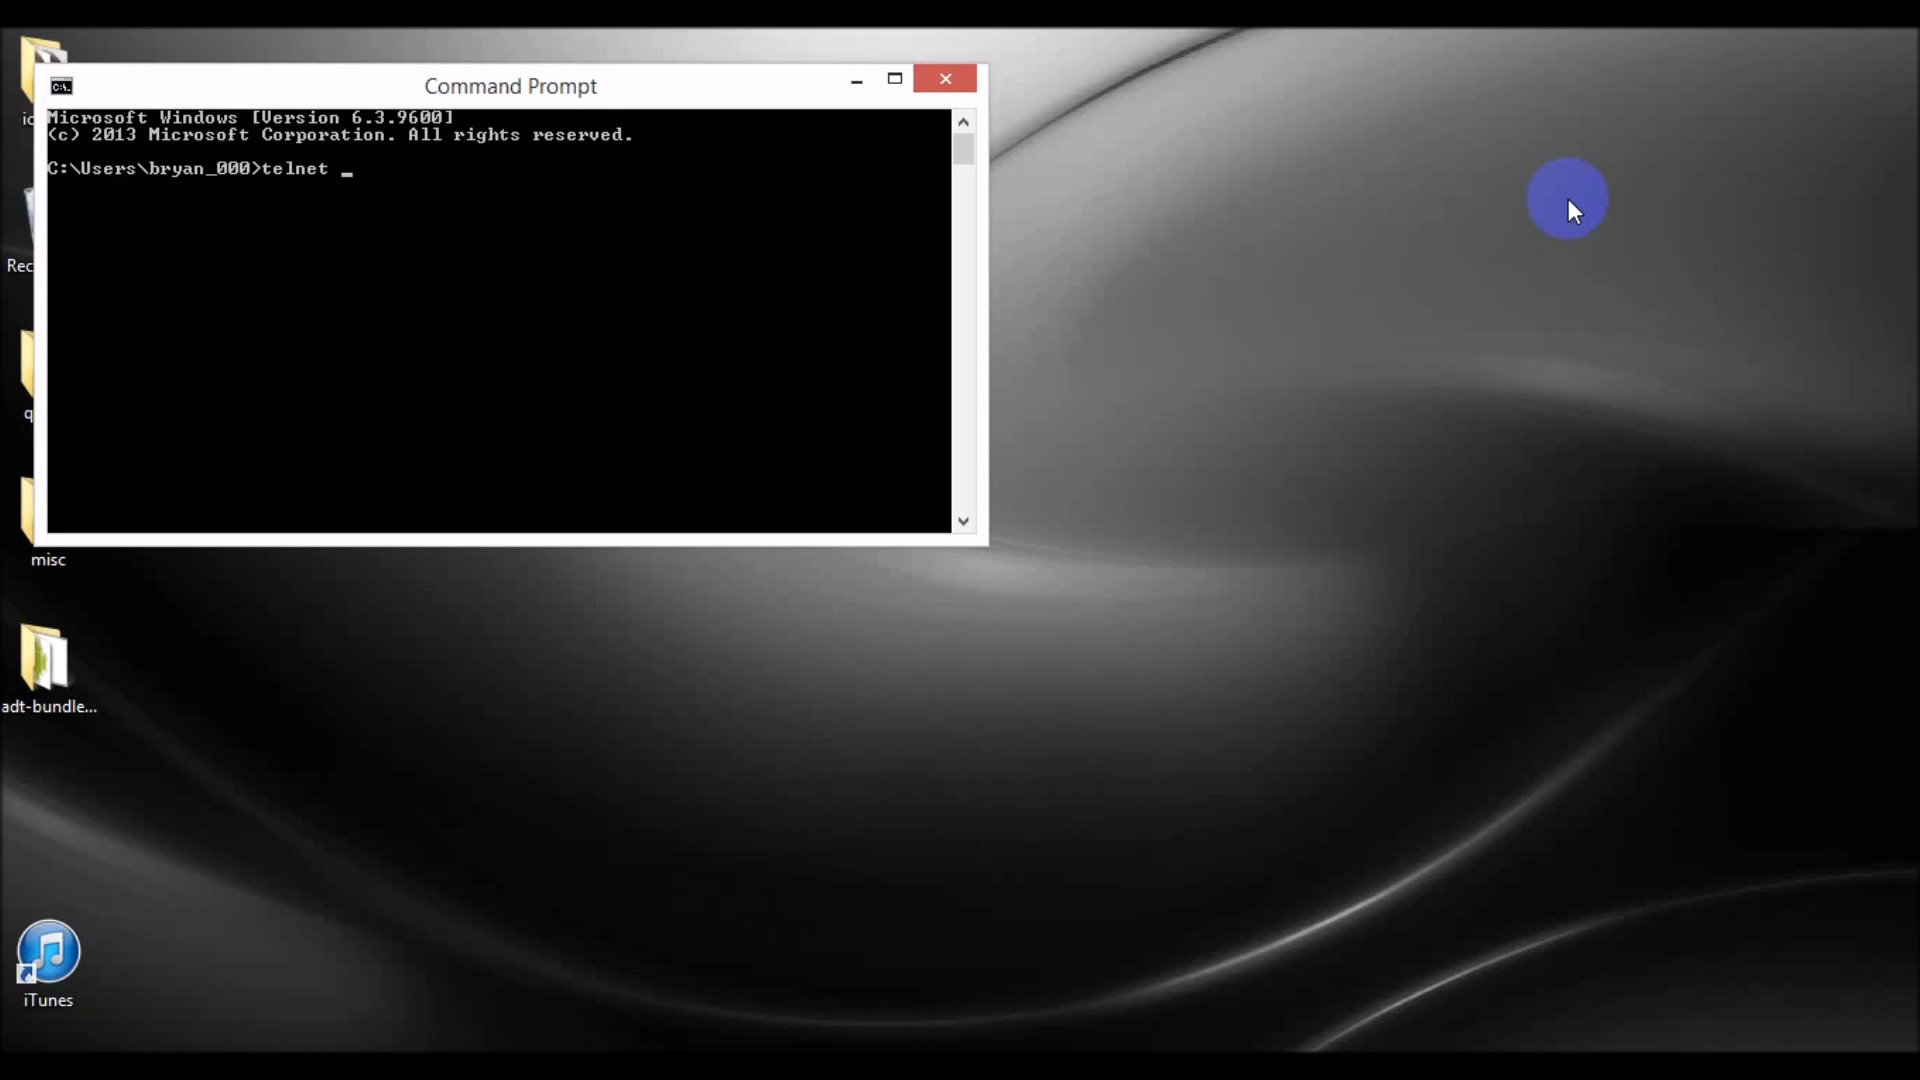 Command Prompt
Microsoft Windows [Version 6.3.9600]
(c) 2013 Microsoft Corporation. All rights reserved.
C:\Users\bryan_000>telnet _
misc
adt-bundle...
iTunes